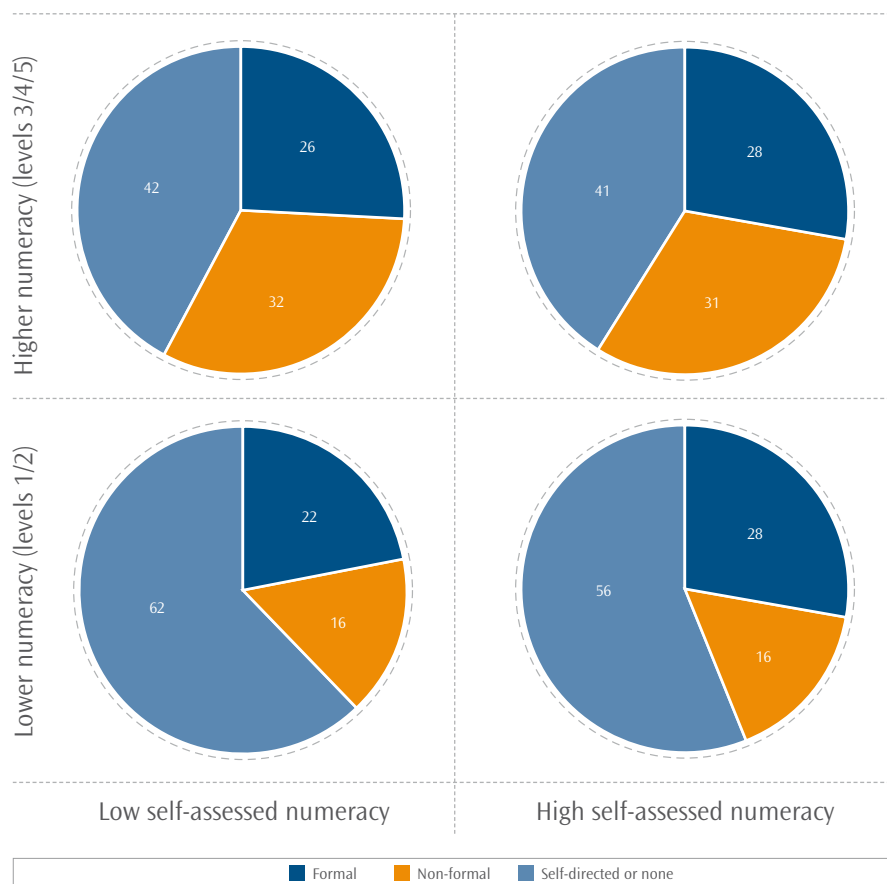 Higher numeracy (levels 3/4/5)
26
42
32
28
41
31
Lower numeracy (levels 1/2)
22
62
16
28
56
16
Low self-assessed numeracy
High self-assessed numeracy
Formal
Non-formal
Self-directed or none